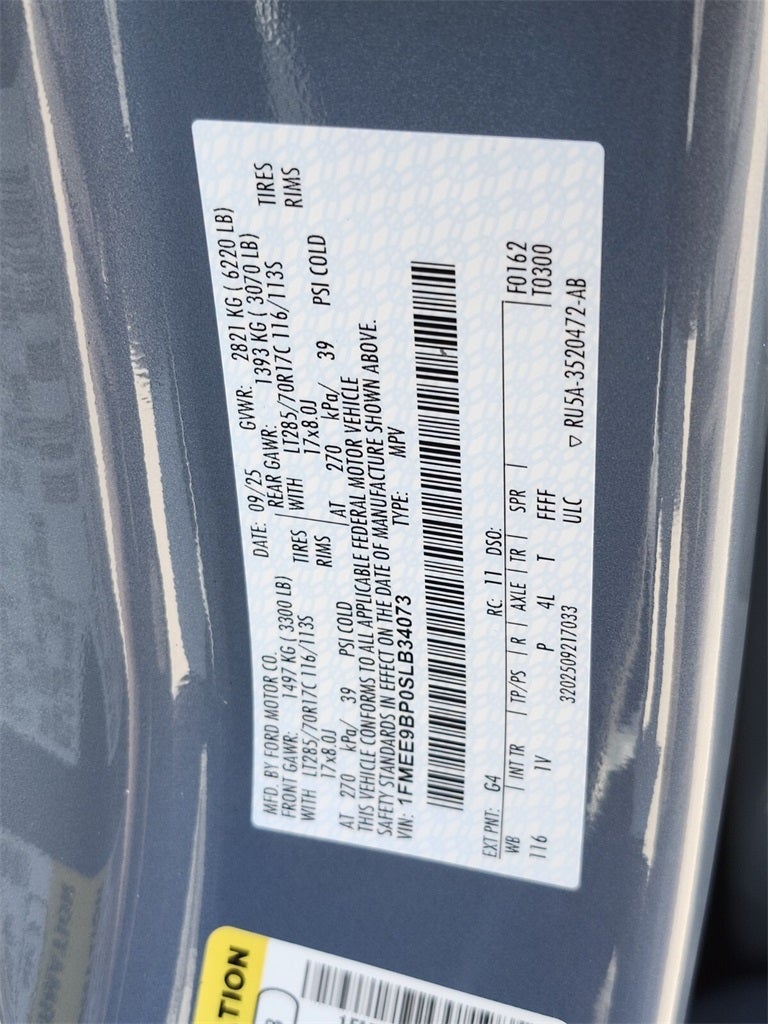 MFD. BY FORD MOTOR CO.
DATE: 09/25 GVWR: 2821 KG ( 6220 LB)
FRONT GAWR: 1497 KG ( 3300 LB) REAR GAWR: 1393 KG ( 3070 LB)
WITH LT285/70R17C 116/113S TIRES WITH LT285/70R17C 116/113S TIRES
17x8.0J RIMS 17x8.0J RIMS
AT 270 kPa/ 39 PSI COLD AT 270 kPa/ 39 PSI COLD
THIS VEHICLE CONFORMS TO ALL APPLICABLE FEDERAL MOTOR VEHICLE
SAFETY STANDARDS IN EFFECT ON THE DATE OF MANUFACTURE SHOWN ABOVE.
VIN: 1FMEE9BP0SLB34073 TYPE: MPV
EXT PNT: G4 RC: 11 DSO: F0162
WB INT TR TP/PS R AXLE TR SPR T0300
116 1V P 4L T FFFF
3202509217033 ULC ▽ RU5A-3520472-AB
TION